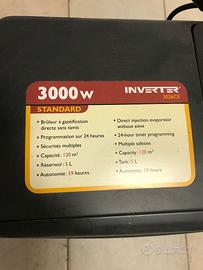 3000 W
INVERTER
3026CE
STANDARD
• Brûleur à gazéification
directe sans tamis
• Programmation sur 24 heures
• Sécurités multiples
• Capacité : 120 m³
• Réservoir : 5 L
• Autonomie : 59 heures
• Direct injection evaporator
without sieve
• 24-hour timer programming
• Multiple safeties
• Capacity : 120 m³
• Tank : 5 L
• Autonomy : 59 hours
subito